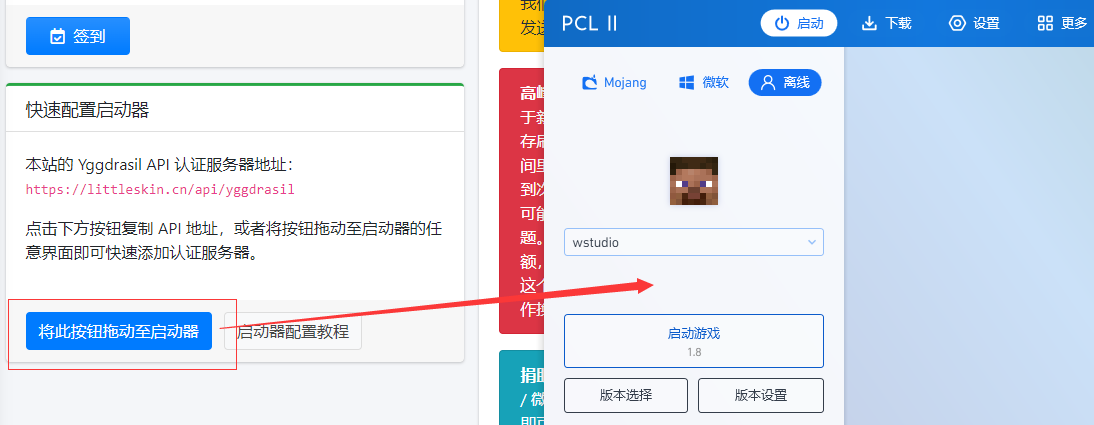 签到
快速配置启动器
本站的 Yggdrasil API 认证服务器地址：
https://littleskin.cn/api/yggdrasil
点击下方按钮复制 API 地址，或者将按钮拖动至启动器的任
意界面即可快速添加认证服务器。
将此按钮拖动至启动器
启动器配置教程
我们
发送
高峰
于新
存刷
间里
到次
可能
题。
额，
这个
作操
捐
/ 微
PCL II
启动
下载
设置
更多
Mojang
微软
离线
wstudio
启动游戏
1.8
版本选择
版本设置